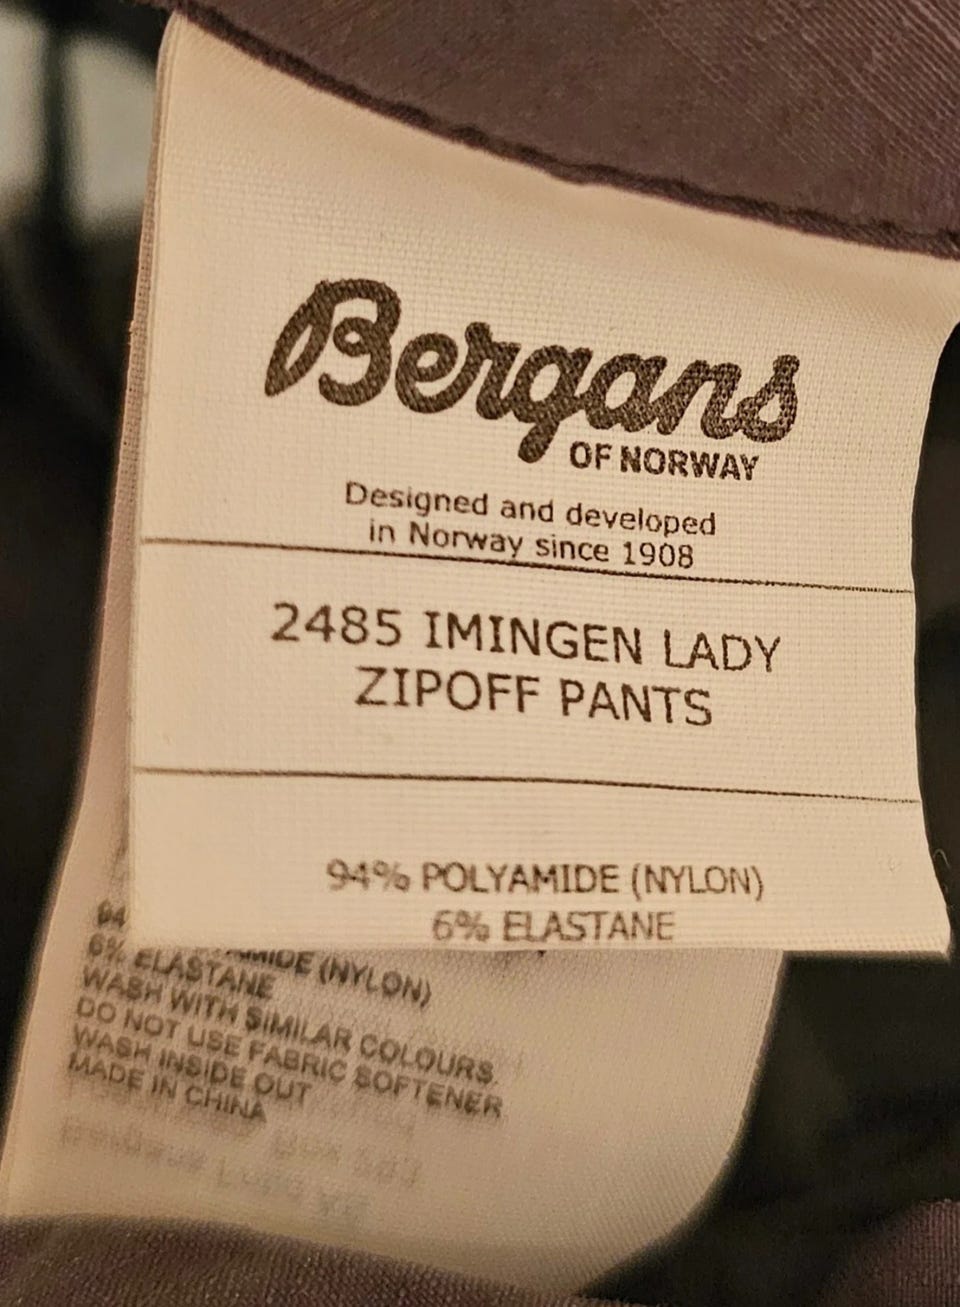 Bergans
OF NORWAY
Designed and developed
in Norway since 1908
2485 IMINGEN LADY
ZIPOFF PANTS
94% POLYAMIDE (NYLON)
6% ELASTANE
94
(NYLON)
6% ELASTANE
WASH WITH SIMILAR COLOURS.
DO NOT USE FABRIC SOFTENER
WASH INSIDE OUT
MADE IN CHINA